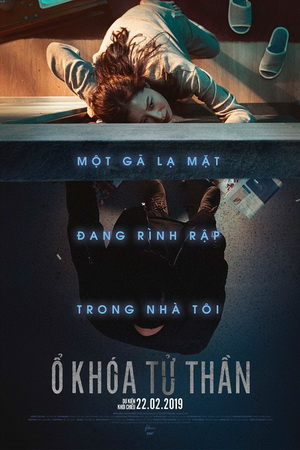 MỘT GÃ LẠ MẶT
ĐANG RÌNH RẬP
TRONG NHÀ TÔI
Ổ KHÓA TỬ THẦN
DỰ KIẾN
KHỞI CHIẾU 22.02.2019